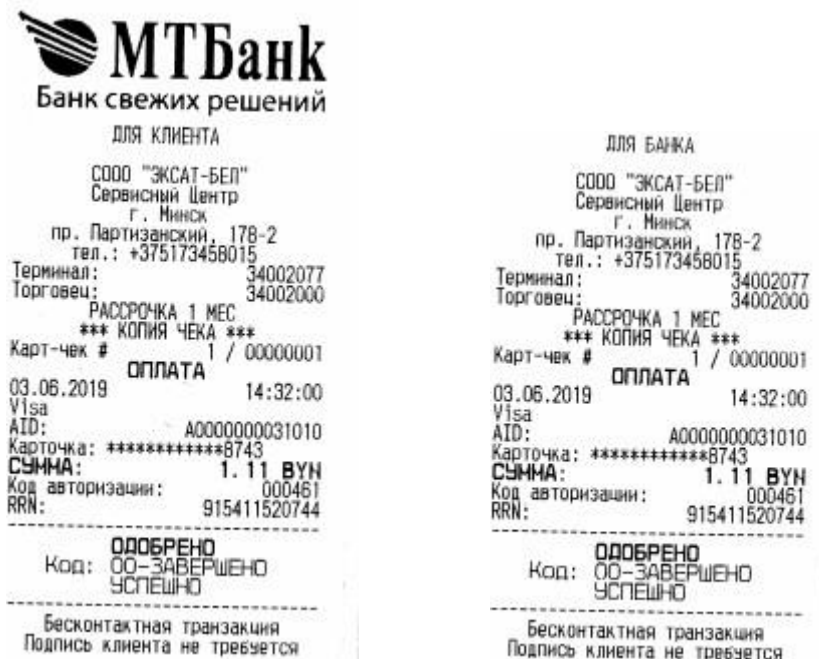 МТБанк
Банк свежих решений
ДЛЯ КЛИЕНТА
СООО "ЭКСАТ-БЕЛ"
Сервисный Центр
г. Минск
пр. Партизанский, 178-2
тел.: +375173458015
Терминал: 34002077
Торговец: 34002000
РАССРОЧКА 1 МЕС
*** КОПИЯ ЧЕКА ***
Карт-чек # 1 / 00000001
ОПЛАТА
03.06.2019 14:32:00
Visa
AID: A0000000031010
Карточка: ************8743
СУММА: 1.11 BYN
Код авторизации: 000461
RRN: 915411520744
ОДОБРЕНО
Код: 00-ЗАВЕРШЕНО
УСПЕШНО
Бесконтактная транзакция
Подпись клиента не требуется
ДЛЯ БАНКА
СООО "ЭКСАТ-БЕЛ"
Сервисный Центр
г. Минск
пр. Партизанский, 178-2
тел.: +375173458015
Терминал: 34002077
Торговец: 34002000
РАССРОЧКА 1 МЕС
*** КОПИЯ ЧЕКА ***
Карт-чек # 1 / 00000001
ОПЛАТА
03.06.2019 14:32:00
Visa
AID: A0000000031010
Карточка: ************8743
СУММА: 1.11 BYN
Код авторизации: 000461
RRN: 915411520744
ОДОБРЕНО
Код: 00-ЗАВЕРШЕНО
УСПЕШНО
Бесконтактная транзакция
Подпись клиента не требуется